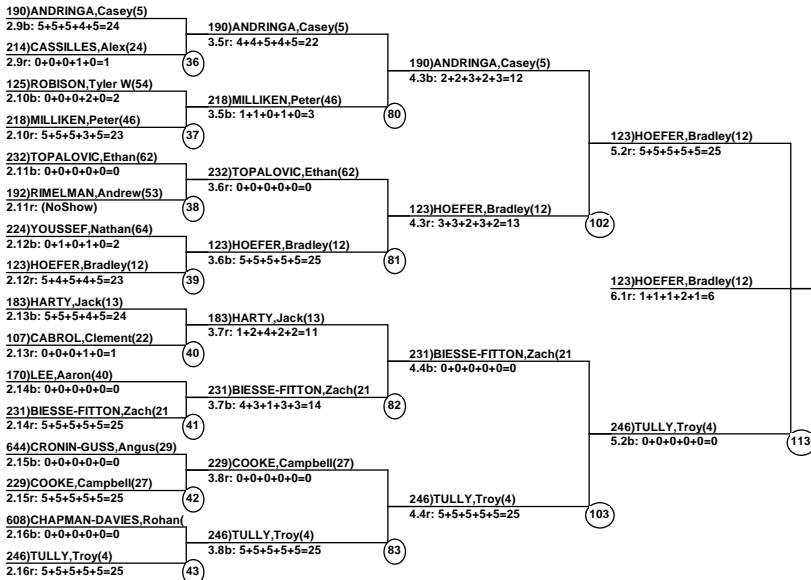 190)ANDRINGA,Casey(5)
2.9b: 5+5+5+4+5=24
214)CASSILLES,Alex(24)
2.9r: 0+0+0+1+0=1
36
125)ROBISON,Tyler W(54)
2.10b: 0+0+0+2+0=2
218)MILLIKEN,Peter(46)
2.10r: 5+5+5+3+5=23
37
232)TOPALOVIC,Ethan(62)
2.11b: 0+0+0+0+0=0
192)RIMELMAN,Andrew(53)
2.11r: (NoShow)
38
224)YOUSSEF,Nathan(64)
2.12b: 0+1+0+1+0=2
123)HOEFER,Bradley(12)
2.12r: 5+4+5+4+5=23
39
183)HARTY,Jack(13)
2.13b: 5+5+5+4+5=24
107)CABROL,Clement(22)
2.13r: 0+0+0+1+0=1
40
170)LEE,Aaron(40)
2.14b: 0+0+0+0+0=0
231)BIESSE-FITTON,Zach(21
2.14r: 5+5+5+5+5=25
41
644)CRONIN-GUSS,Angus(29)
2.15b: 0+0+0+0+0=0
229)COOKE,Campbell(27)
2.15r: 5+5+5+5+5=25
42
608)CHAPMAN-DAVIES,Rohan(
2.16b: 0+0+0+0+0=0
246)TULLY,Troy(4)
2.16r: 5+5+5+5+5=25
43
190)ANDRINGA,Casey(5)
3.5r: 4+4+5+4+5=22
218)MILLIKEN,Peter(46)
3.5b: 1+1+0+1+0=3
80
232)TOPALOVIC,Ethan(62)
3.6r: 0+0+0+0+0=0
123)HOEFER,Bradley(12)
3.6b: 5+5+5+5+5=25
81
183)HARTY,Jack(13)
3.7r: 1+2+4+2+2=11
231)BIESSE-FITTON,Zach(21
3.7b: 4+3+1+3+3=14
82
229)COOKE,Campbell(27)
3.8r: 0+0+0+0+0=0
246)TULLY,Troy(4)
3.8b: 5+5+5+5+5=25
83
190)ANDRINGA,Casey(5)
4.3b: 2+2+3+2+3=12
123)HOEFER,Bradley(12)
4.3r: 3+3+2+3+2=13
102
231)BIESSE-FITTON,Zach(21
4.4b: 0+0+0+0+0=0
246)TULLY,Troy(4)
4.4r: 5+5+5+5+5=25
103
123)HOEFER,Bradley(12)
5.2r: 5+5+5+5+5=25
246)TULLY,Troy(4)
5.2b: 0+0+0+0+0=0
113
123)HOEFER,Bradley(12)
6.1r: 1+1+1+2+1=6